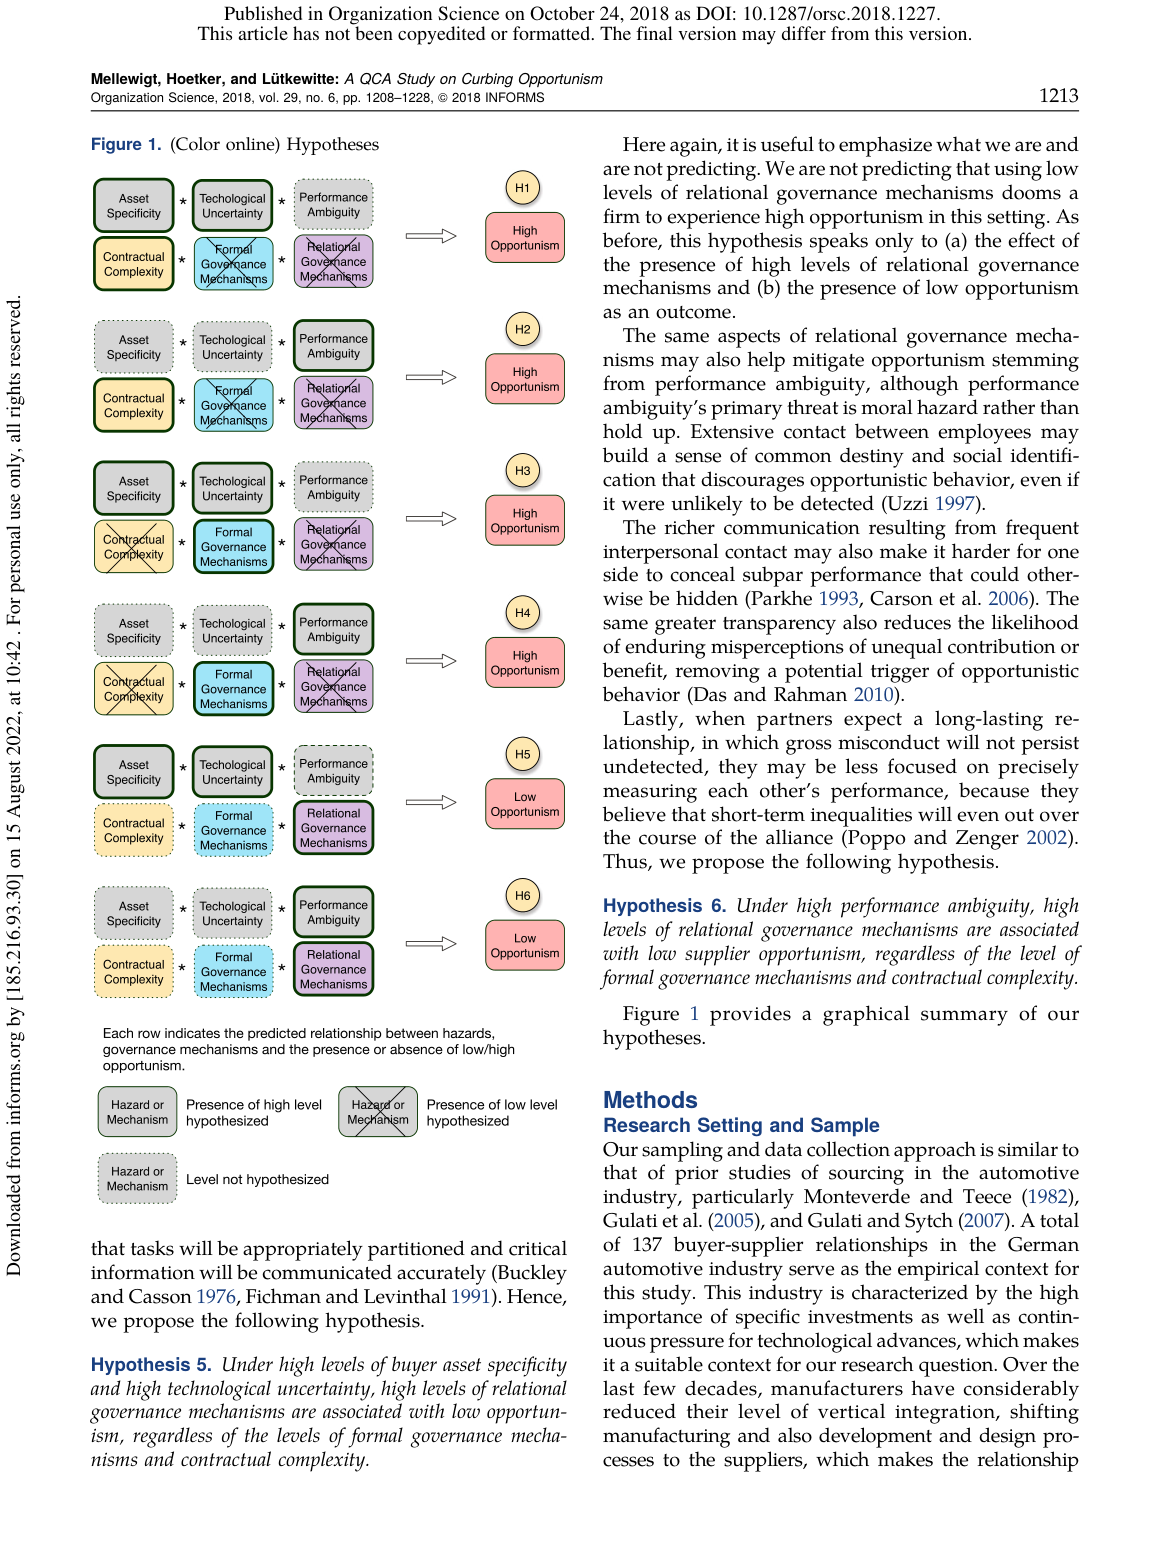 Published in Organization Science on October 24, 2018 as DOI: 10.1287/orsc.2018.1227.
This article has not been copyedited or formatted. The final version may differ from this version.
Mellewigt, Hoetker, and Lütkewitte: A QCA Study on Curbing Opportunism
Organization Science, 2018, vol. 29, no. 6, pp. 1208–1228, © 2018 INFORMS
1213
Downloaded from informs.org by [185.216.93.30] on 15 August 2022, at 10:42 . For personal use only, all rights reserved.
Figure 1. (Color online) Hypotheses
Asset
Specificity
*
Techological
Uncertainty
*
Performance
Ambiguity
Contractual
Complexity
*
Formal
Governance
Mechanisms
*
Relational
Governance
Mechanisms
H1
High
Opportunism
Asset
Specificity
*
Techological
Uncertainty
*
Performance
Ambiguity
Contractual
Complexity
*
Formal
Governance
Mechanisms
*
Relational
Governance
Mechanisms
H2
High
Opportunism
Asset
Specificity
*
Techological
Uncertainty
*
Performance
Ambiguity
Contractual
Complexity
*
Formal
Governance
Mechanisms
*
Relational
Governance
Mechanisms
H3
High
Opportunism
Asset
Specificity
*
Techological
Uncertainty
*
Performance
Ambiguity
Contractual
Complexity
*
Formal
Governance
Mechanisms
*
Relational
Governance
Mechanisms
H4
High
Opportunism
Asset
Specificity
*
Techological
Uncertainty
*
Performance
Ambiguity
Contractual
Complexity
*
Formal
Governance
Mechanisms
*
Relational
Governance
Mechanisms
H5
Low
Opportunism
Asset
Specificity
*
Techological
Uncertainty
*
Performance
Ambiguity
Contractual
Complexity
*
Formal
Governance
Mechanisms
*
Relational
Governance
Mechanisms
H6
Low
Opportunism
Each row indicates the predicted relationship between hazards,
governance mechanisms and the presence or absence of low/high
opportunism.
Hazard or
Mechanism
Presence of high level
hypothesized
Hazard or
Mechanism
Presence of low level
hypothesized
Hazard or
Mechanism
Level not hypothesized
that tasks will be appropriately partitioned and critical
information will be communicated accurately (Buckley
and Casson 1976, Fichman and Levinthal 1991). Hence,
we propose the following hypothesis.
Hypothesis 5. Under high levels of buyer asset specificity
and high technological uncertainty, high levels of relational
governance mechanisms are associated with low opportun-
ism, regardless of the levels of formal governance mecha-
nisms and contractual complexity.
Here again, it is useful to emphasize what we are and
are not predicting. We are not predicting that using low
levels of relational governance mechanisms dooms a
firm to experience high opportunism in this setting. As
before, this hypothesis speaks only to (a) the effect of
the presence of high levels of relational governance
mechanisms and (b) the presence of low opportunism
as an outcome.
The same aspects of relational governance mecha-
nisms may also help mitigate opportunism stemming
from performance ambiguity, although performance
ambiguity's primary threat is moral hazard rather than
hold up. Extensive contact between employees may
build a sense of common destiny and social identifi-
cation that discourages opportunistic behavior, even if
it were unlikely to be detected (Uzzi 1997).
The richer communication resulting from frequent
interpersonal contact may also make it harder for one
side to conceal subpar performance that could other-
wise be hidden (Parkhe 1993, Carson et al. 2006). The
same greater transparency also reduces the likelihood
of enduring misperceptions of unequal contribution or
benefit, removing a potential trigger of opportunistic
behavior (Das and Rahman 2010).
Lastly, when partners expect a long-lasting re-
lationship, in which gross misconduct will not persist
undetected, they may be less focused on precisely
measuring each other's performance, because they
believe that short-term inequalities will even out over
the course of the alliance (Poppo and Zenger 2002).
Thus, we propose the following hypothesis.
Hypothesis 6. Under high performance ambiguity, high
levels of relational governance mechanisms are associated
with low supplier opportunism, regardless of the level of
formal governance mechanisms and contractual complexity.
Figure 1 provides a graphical summary of our
hypotheses.
Methods
Research Setting and Sample
Our sampling and data collection approach is similar to
that of prior studies of sourcing in the automotive
industry, particularly Monteverde and Teece (1982),
Gulati et al. (2005), and Gulati and Sytch (2007). A total
of 137 buyer-supplier relationships in the German
automotive industry serve as the empirical context for
this study. This industry is characterized by the high
importance of specific investments as well as contin-
uous pressure for technological advances, which makes
it a suitable context for our research question. Over the
last few decades, manufacturers have considerably
reduced their level of vertical integration, shifting
manufacturing and also development and design pro-
cesses to the suppliers, which makes the relationship